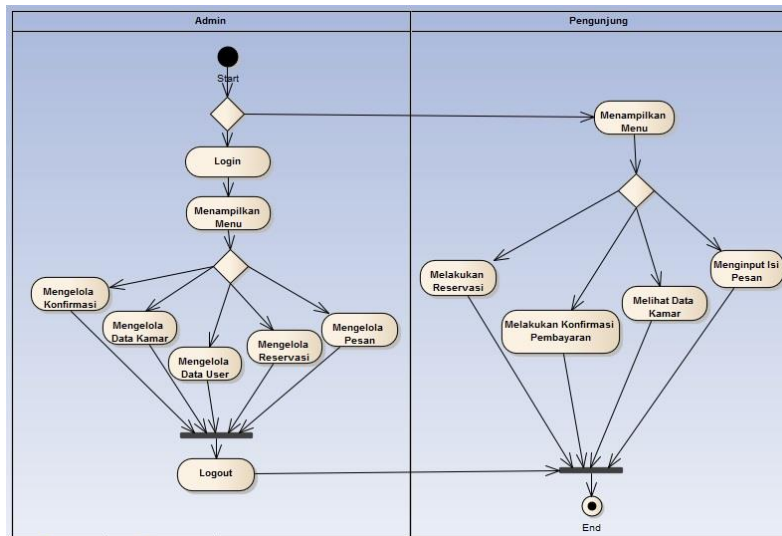 Admin
Pengunjung
Start
Menampilkan
Menu
Login
Menampilkan
Menu
Mengelola
Konfirmasi
Mengelola
Data Kamar
Mengelola
Data User
Mengelola
Reservasi
Mengelola
Pesan
Melakukan
Reservasi
Melakukan Konfirmasi
Pembayaran
Melihat Data
Kamar
Menginput Isi
Pesan
Logout
End